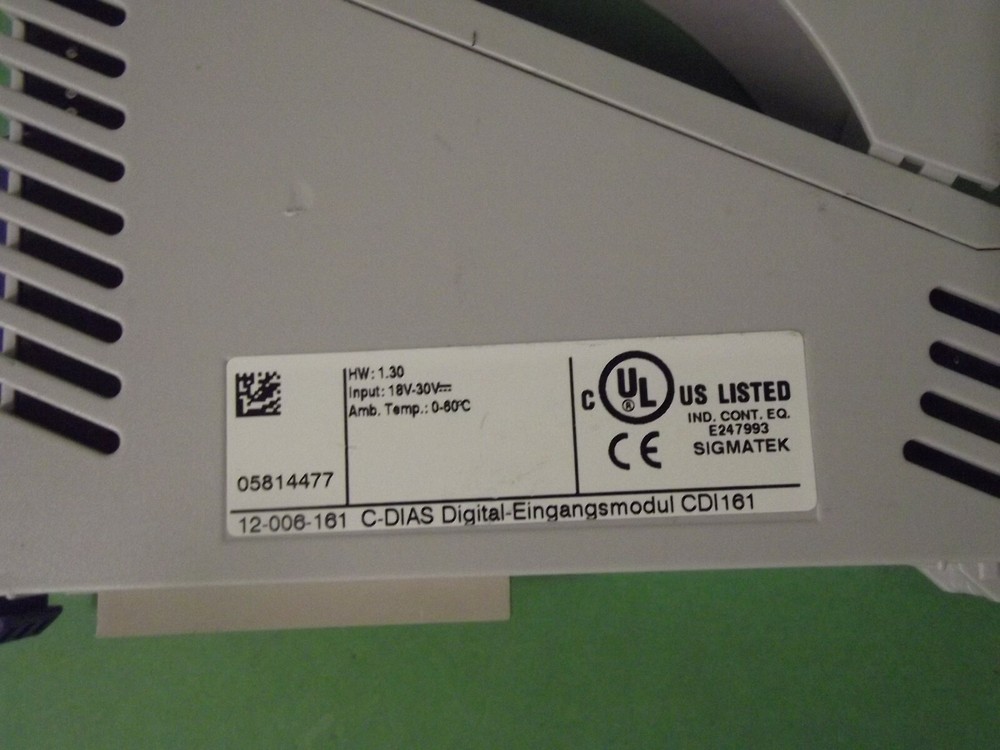 HW: 1.30
Input: 18V-30V⎓
Amb. Temp.: 0-60°C
05814477
C UL ® US LISTED
IND. CONT. EQ.
E247993
CE SIGMATEK
12-006-161 C-DIAS Digital-Eingangsmodul CDI161